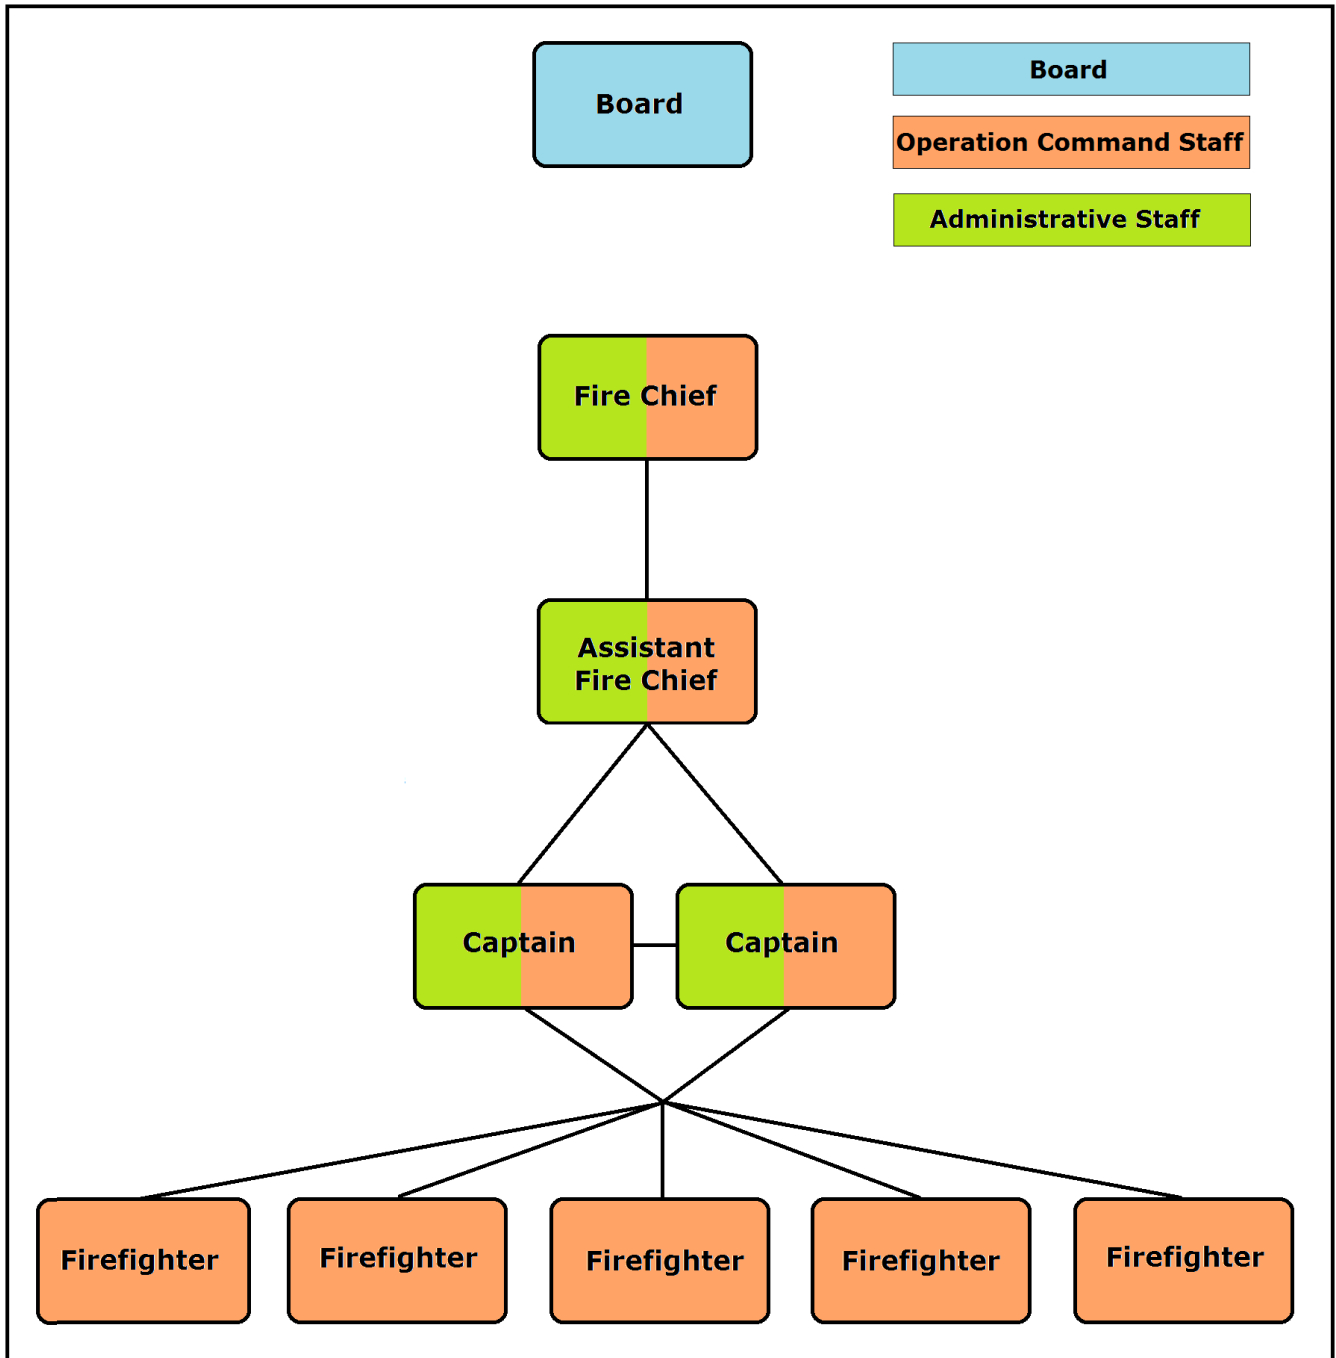 Board
Board
Operation Command Staff
Administrative Staff
Fire Chief
Assistant
Fire Chief
Captain
Captain
Firefighter
Firefighter
Firefighter
Firefighter
Firefighter